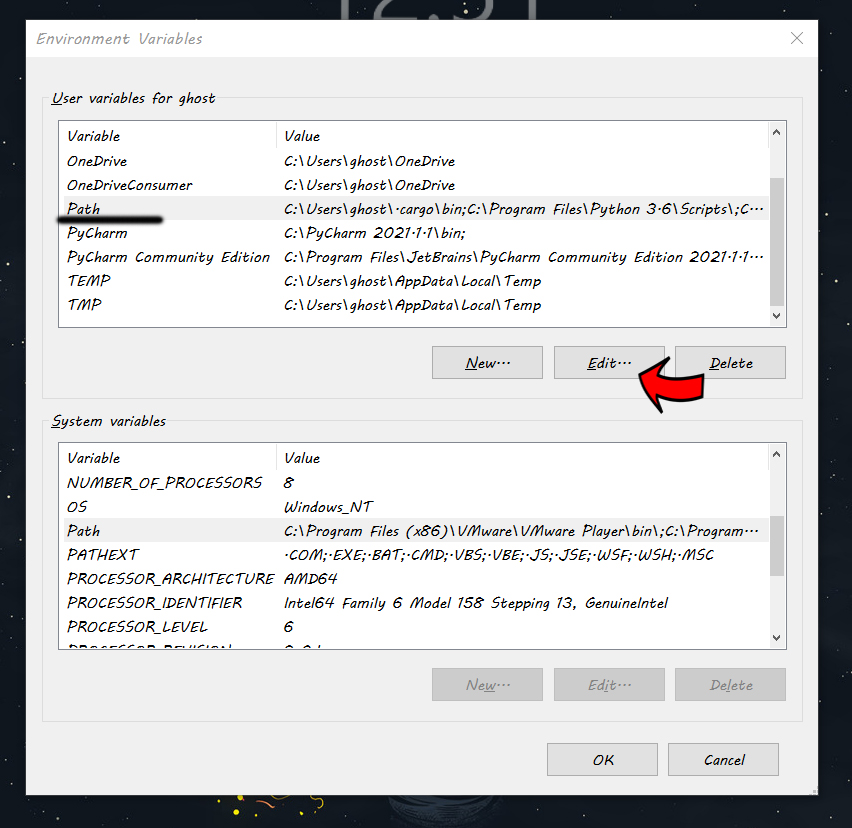 Environment Variables
User variables for ghost
Variable Value
OneDrive C:\Users\ghost\OneDrive
OneDriveConsumer C:\Users\ghost\OneDrive
Path C:\Users\ghost\.cargo\bin;C:\Program Files\Python 3.6\Scripts\;C...
PyCharm C:\PyCharm 2021.1.1\bin;
PyCharm Community Edition C:\Program Files\JetBrains\PyCharm Community Edition 2021.1.1...
TEMP C:\Users\ghost\AppData\Local\Temp
TMP C:\Users\ghost\AppData\Local\Temp
New... Edit... Delete
System variables
Variable Value
NUMBER_OF_PROCESSORS 8
OS Windows_NT
Path C:\Program Files (x86)\VMware\VMware Player\bin\;C:\Program...
PATHEXT .COM;.EXE;.BAT;.CMD;.VBS;.VBE;.JS;.JSE;.WSF;.WSH;.MSC
PROCESSOR_ARCHITECTURE AMD64
PROCESSOR_IDENTIFIER Intel64 Family 6 Model 158 Stepping 13, GenuineIntel
PROCESSOR_LEVEL 6
New... Edit... Delete
OK Cancel